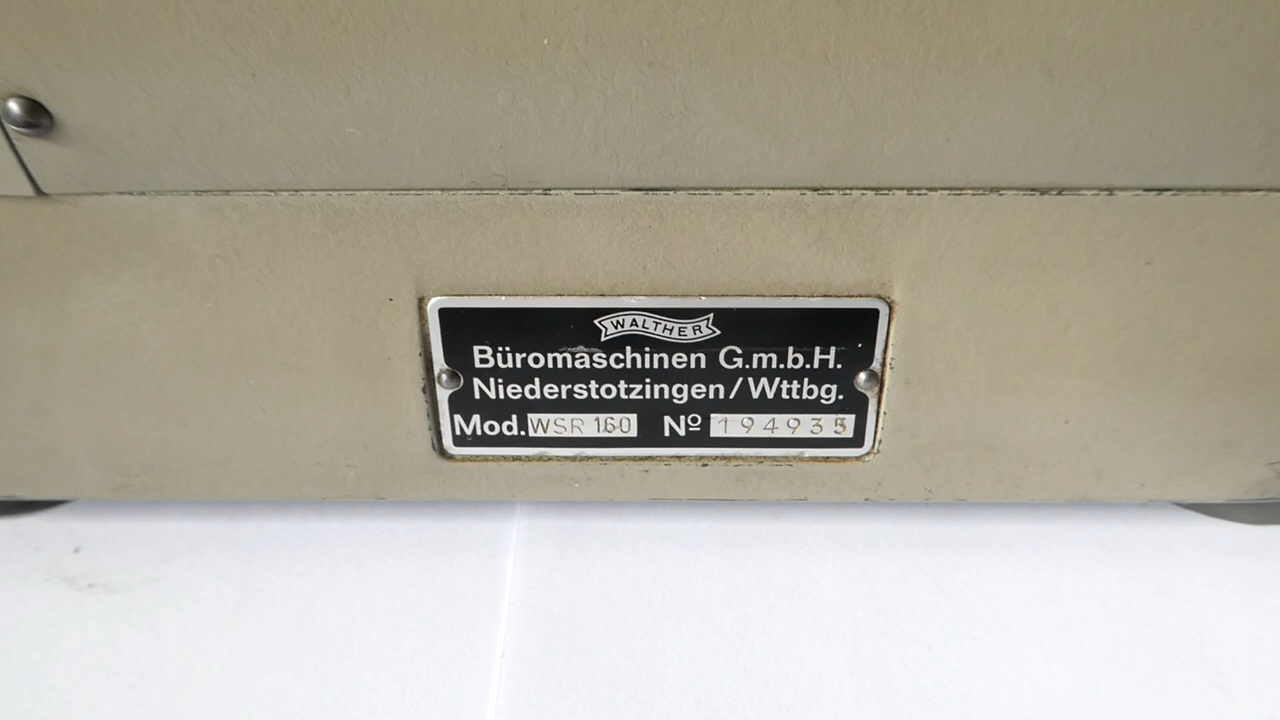 WALTHER
Büromaschinen G.m.b.H.
Niederstotzingen/Wttbg.
Mod. WSR 160 Nº 194935